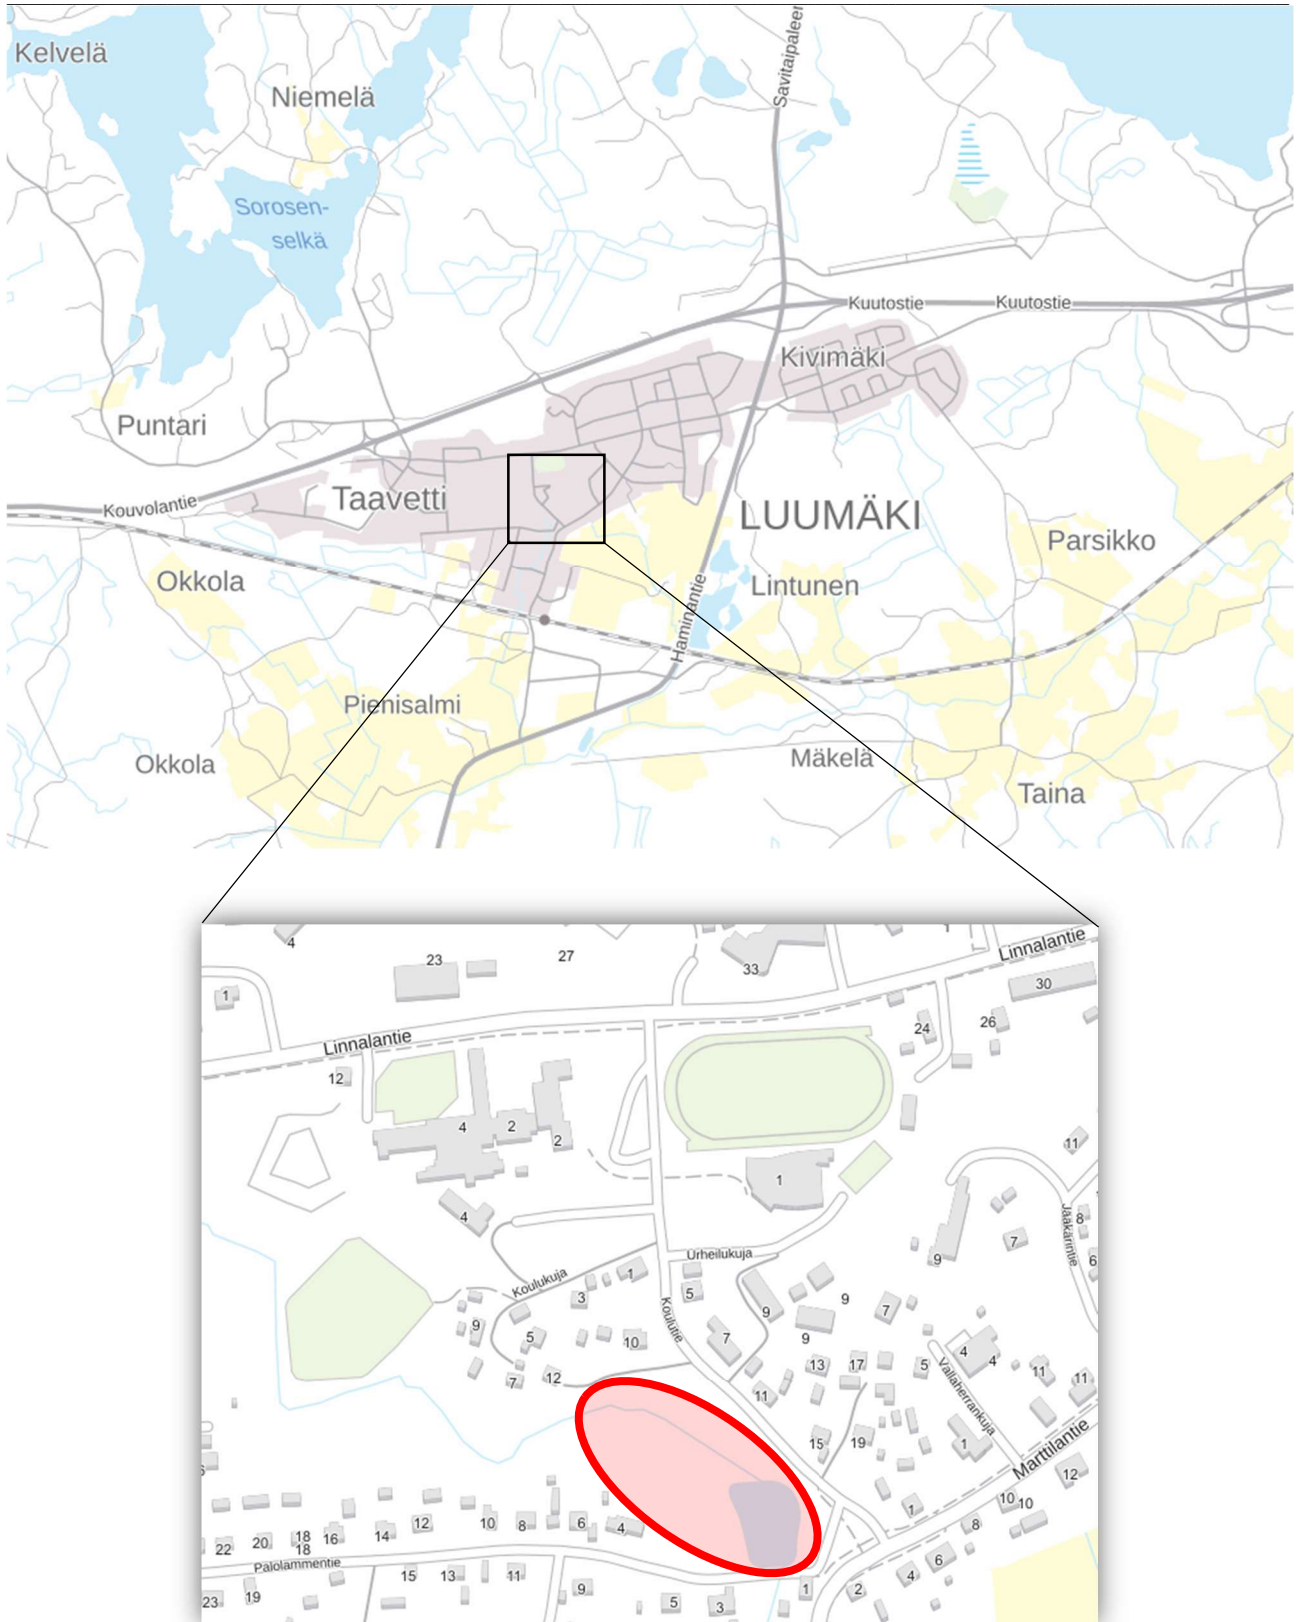 Kelvelä
Niemelä
Savitaipaleen
Sorosen-
selkä
Kuutostie
Kuutostie
Kivimäki
Puntari
Taavetti
Kouvolantie
LUUMÄKI
Parsikko
Okkola
Lintunen
Haminantie
Pienisalmi
Okkola
Mäkelä
Taina
4
23
27
33
1
Linnalantie
30
1
24
26
Linnalantie
12
4
2
2
11
1
4
8
7
Jääkärintie
9
6
Urheilukuja
Koulukuja
1
5
3
9
9
7
Koulutie
9
5
10
7
9
4
4
13
17
5
11
11
7
12
11
Vallaherrankuja
15
19
1
Marttilantie
12
10
10
1
8
22
20
18
18
16
14
12
10
8
6
4
6
Palolammentie
15
13
11
9
4
2
1
23
19
5
3